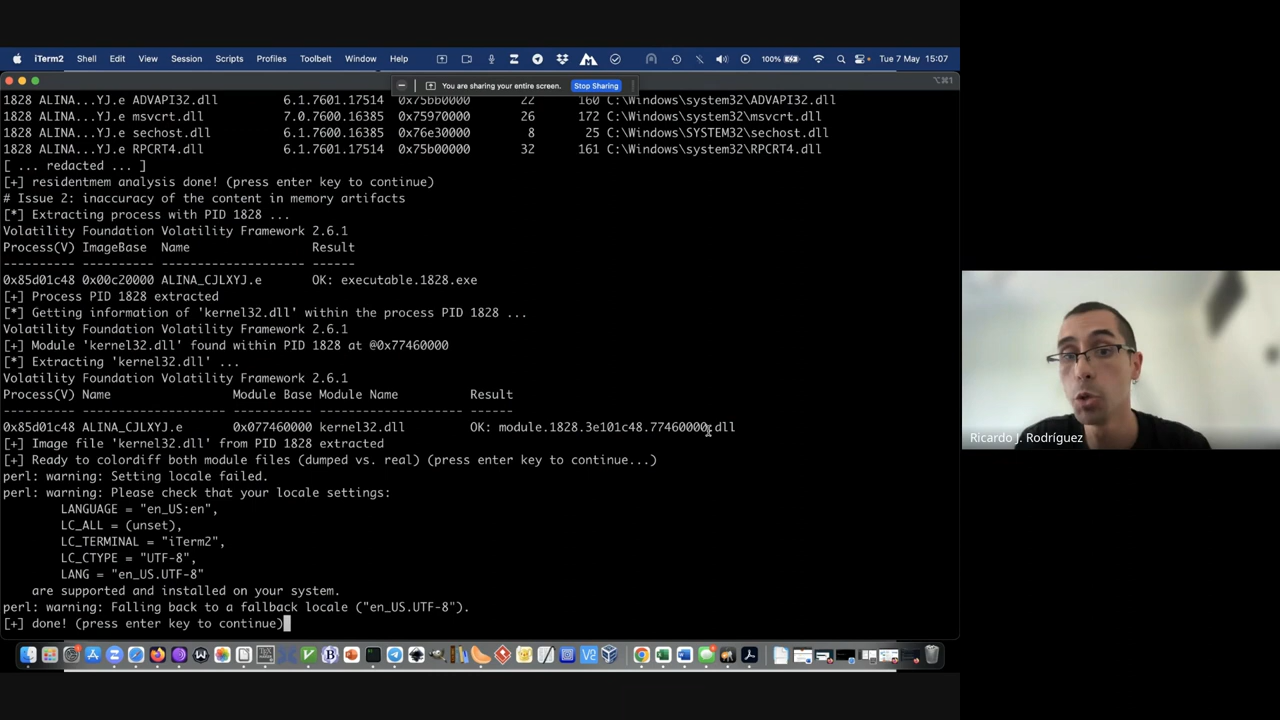 iTerm2 Shell Edit View Session Scripts Profiles Toolbelt Window Help 100% Tue 7 May 15:07
You are sharing your entire screen. Stop Sharing
⌥⌘1
1828 ALINA...YJ.e ADVAPI32.dll 6.1.7601.17514 0x75bb0000 22 160 C:\Windows\system32\ADVAPI32.dll
1828 ALINA...YJ.e msvcrt.dll 7.0.7600.16385 0x75970000 26 172 C:\Windows\system32\msvcrt.dll
1828 ALINA...YJ.e sechost.dll 6.1.7600.16385 0x76e30000 8 25 C:\Windows\SYSTEM32\sechost.dll
1828 ALINA...YJ.e RPCRT4.dll 6.1.7601.17514 0x75b00000 32 161 C:\Windows\system32\RPCRT4.dll
[ ... redacted ... ]
[+] residentmem analysis done! (press enter key to continue)
# Issue 2: inaccuracy of the content in memory artifacts
[*] Extracting process with PID 1828 ...
Volatility Foundation Volatility Framework 2.6.1
Process(V) ImageBase Name Result
---------- ---------- -------------------- ------
0x85d01c48 0x00c20000 ALINA_CJLXYJ.e OK: executable.1828.exe
[+] Process PID 1828 extracted
[*] Getting information of 'kernel32.dll' within the process PID 1828 ...
Volatility Foundation Volatility Framework 2.6.1
[+] Module 'kernel32.dll' found within PID 1828 at @0x77460000
[*] Extracting 'kernel32.dll' ...
Volatility Foundation Volatility Framework 2.6.1
Process(V) Name Module Base Module Name Result
---------- -------------------- ----------- -------------------- ------
0x85d01c48 ALINA_CJLXYJ.e 0x077460000 kernel32.dll OK: module.1828.3e101c48.77460000.dll
[+] Image file 'kernel32.dll' from PID 1828 extracted
[+] Ready to colordiff both module files (dumped vs. real) (press enter key to continue...)
perl: warning: Setting locale failed.
perl: warning: Please check that your locale settings:
LANGUAGE = "en_US:en",
LC_ALL = (unset),
LC_TERMINAL = "iTerm2",
LC_CTYPE = "UTF-8",
LANG = "en_US.UTF-8"
are supported and installed on your system.
perl: warning: Falling back to a fallback locale ("en_US.UTF-8").
[+] done! (press enter key to continue)
Ricardo J. Rodríguez